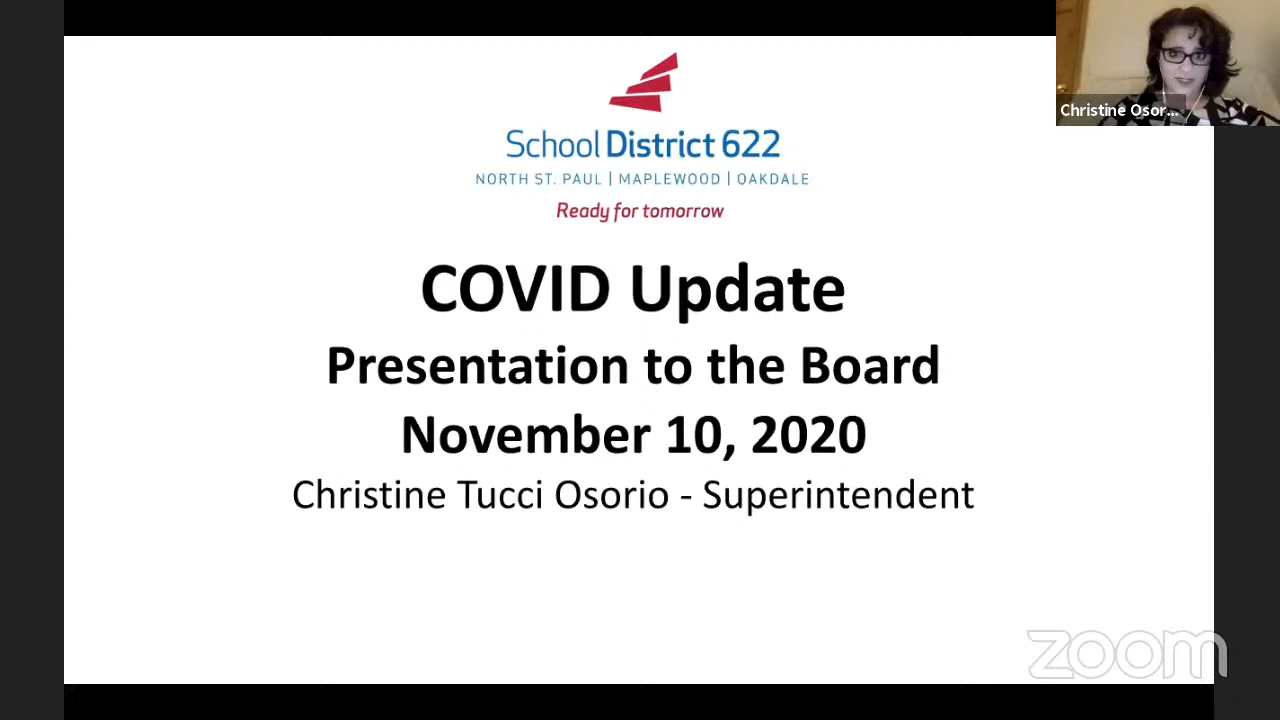 Christine Osor...
School District 622
NORTH ST. PAUL | MAPLEWOOD | OAKDALE
Ready for tomorrow
COVID Update
Presentation to the Board
November 10, 2020
Christine Tucci Osorio - Superintendent
zoom